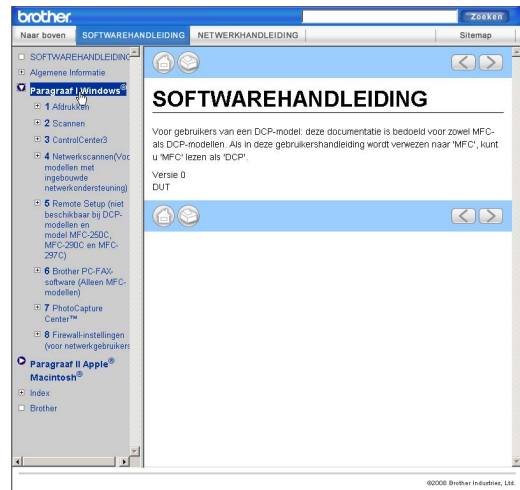 brother.
Zoeken
Naar boven SOFTWAREHANDLEIDING NETWERKHANDLEIDING Sitemap
SOFTWAREHANDLEIDING
Algemene Informatie
Paragraaf I Windows®
1 Afdrukken
2 Scannen
3 ControlCenter3
4 Netwerkscannen(Voor
modellen met
ingebouwde
netwerkondersteuning)
5 Remote Setup (niet
beschikbaar bij DCP-
modellen en
model MFC-250C,
MFC-290C en MFC-
297C)
6 Brother PC-FAX-
software (Alleen MFC-
modellen)
7 PhotoCapture
Center™
8 Firewall-instellingen
(voor netwerkgebruikers
Paragraaf II Apple®
Macintosh®
Index
Brother
SOFTWAREHANDLEIDING
Voor gebruikers van een DCP-model: deze documentatie is bedoeld voor zowel MFC-
als DCP-modellen. Als in deze gebruikershandleiding wordt verwezen naar 'MFC', kunt
u 'MFC' lezen als 'DCP'.
Versie 0
DUT
©2008 Brother Industries, Ltd.